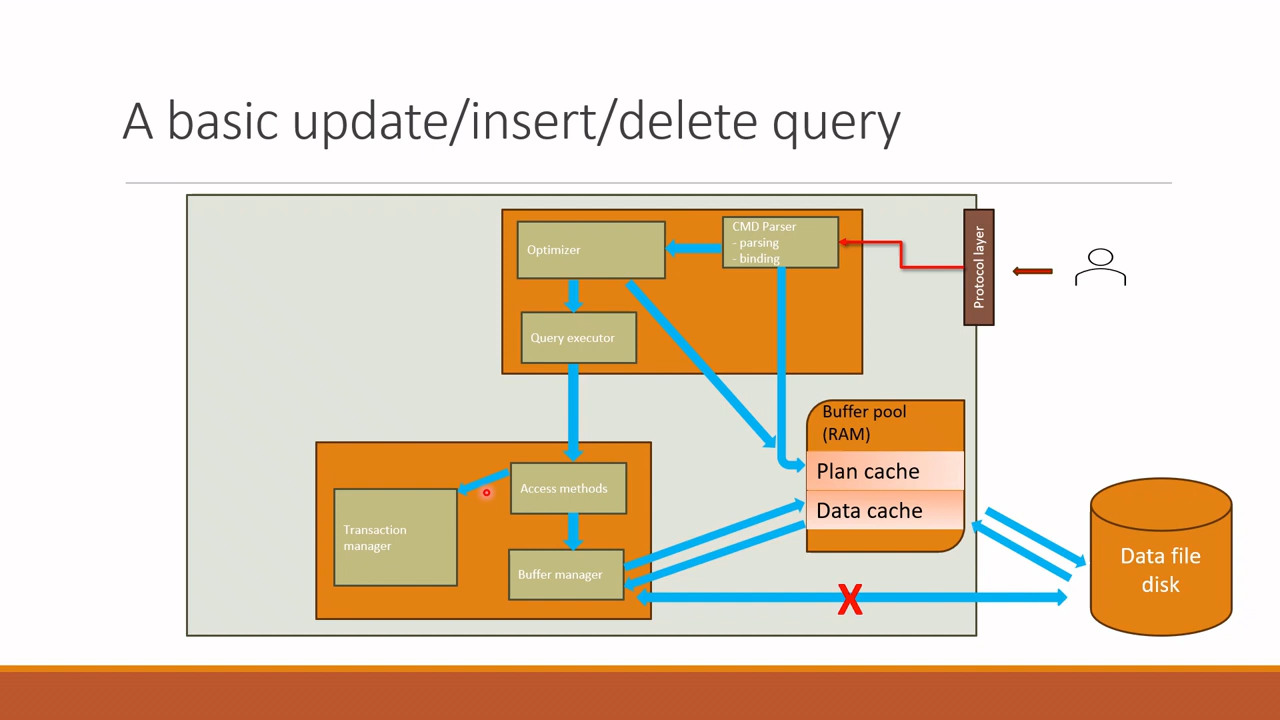 A basic update/insert/delete query
Optimizer
CMD Parser
- parsing
- binding
Protocol layer
Query executor
Buffer pool
(RAM)
Plan cache
Data cache
Access methods
Transaction
manager
Buffer manager
X
Data file
disk